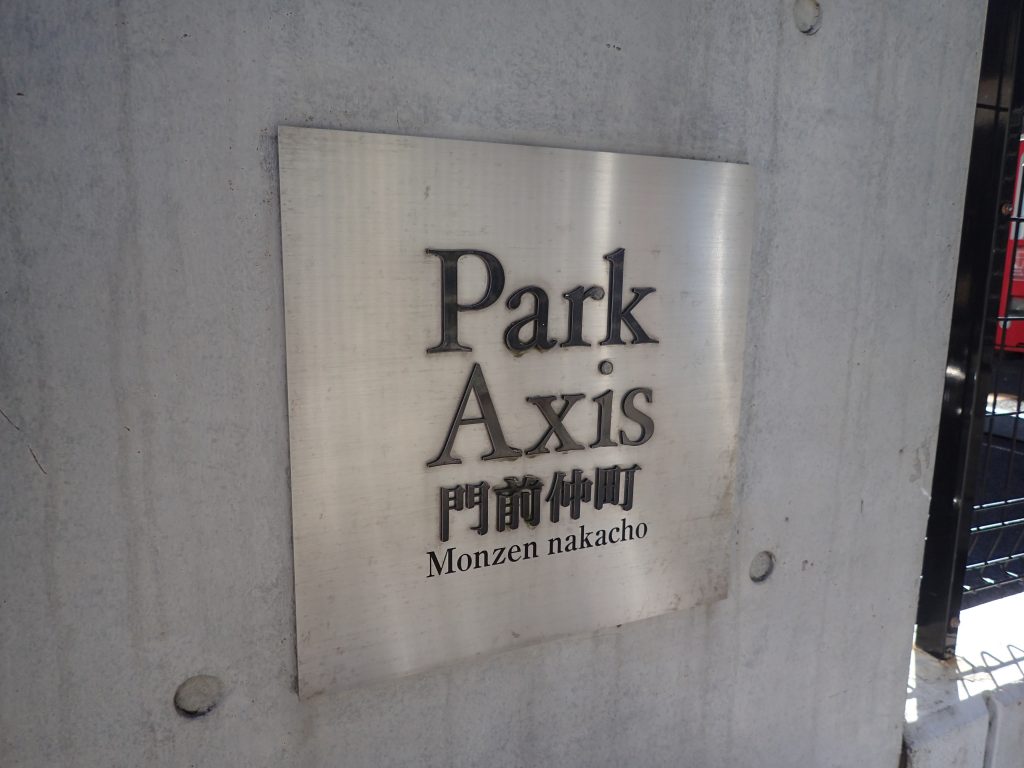 Park
Axis
門前仲町
Monzen nakacho